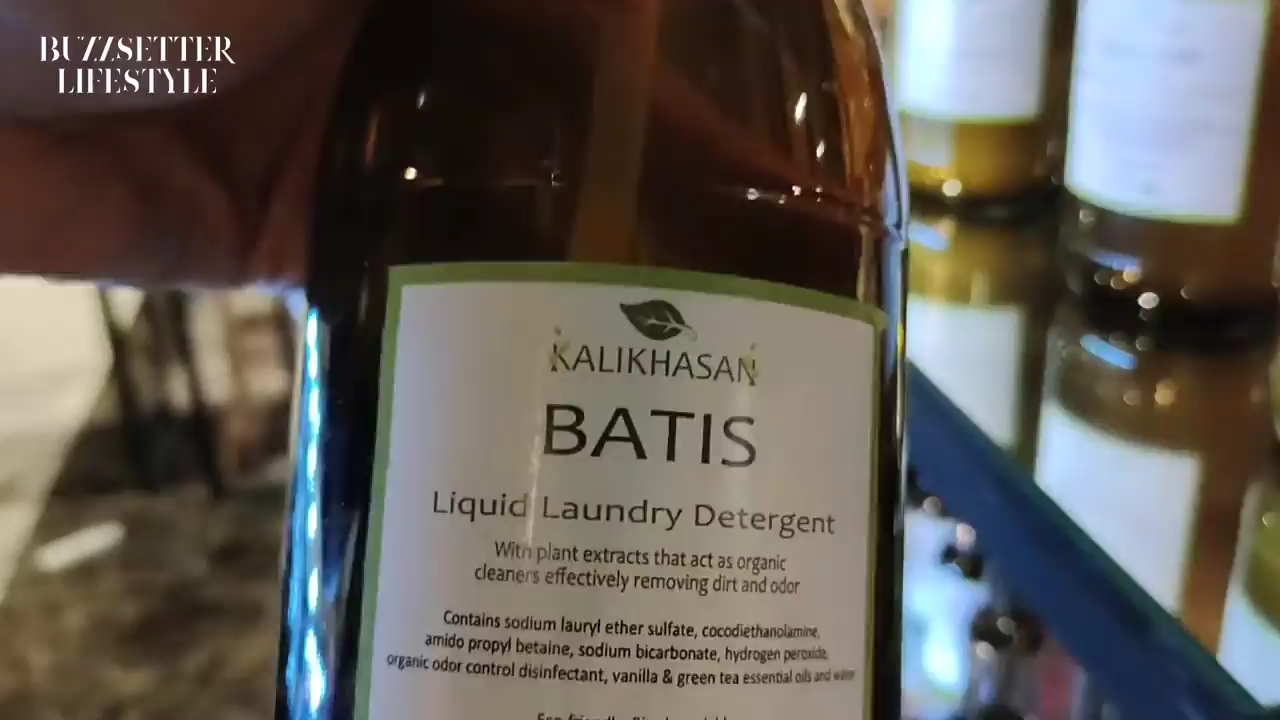 BUZZSETTER
LIFESTYLE
KALIKHASAN
BATIS
Liquid Laundry Detergent
With plant extracts that act as organic
cleaners effectively removing dirt and odor
Contains sodium lauryl ether sulfate, cocodiethanolamine,
amido propyl betaine, sodium bicarbonate, hydrogen peroxide,
organic odor control disinfectant, vanilla & green tea essential oils and water